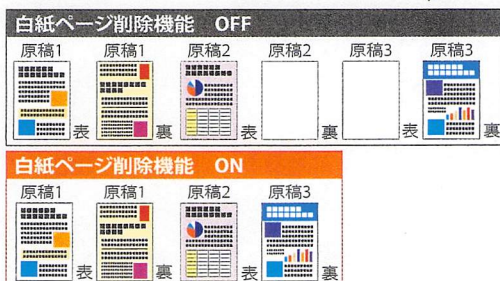 白紙ページ削除機能 OFF
原稿1 原稿1 原稿2 原稿2 原稿3 原稿3
表 裏 表 裏 表 裏
白紙ページ削除機能 ON
原稿1 原稿1 原稿2 原稿3
表 裏 表 裏